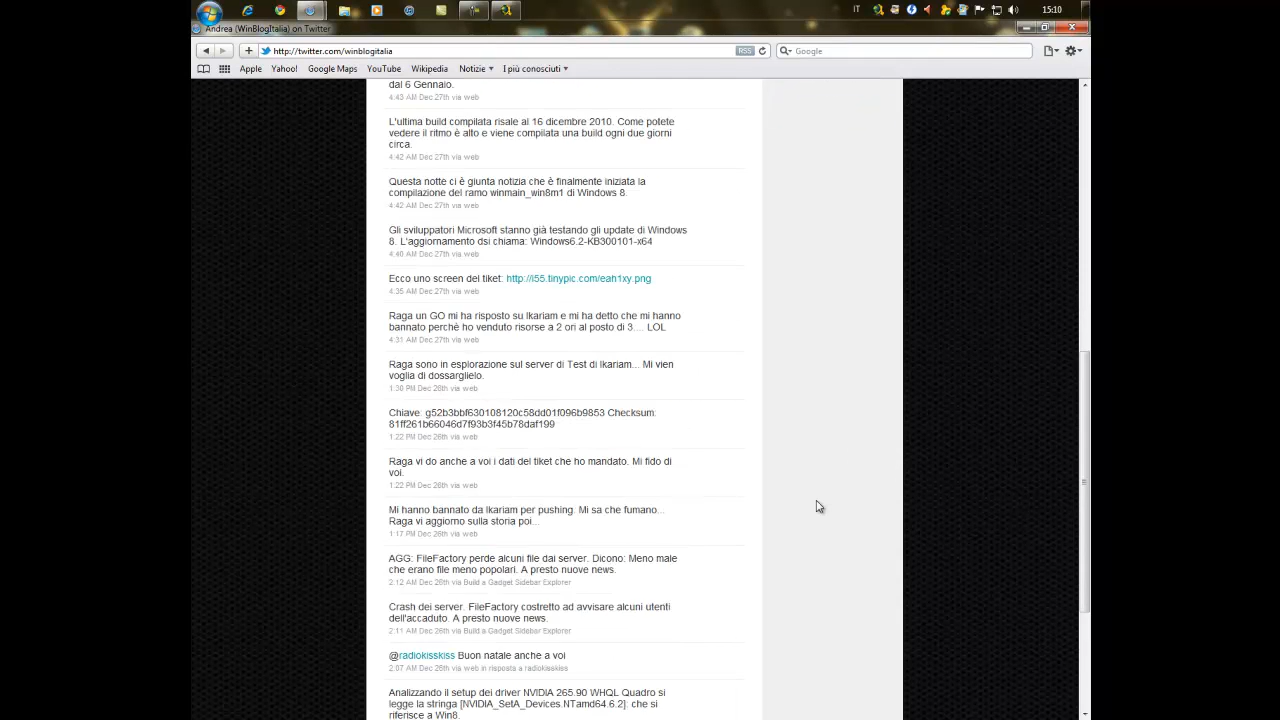 IT
15:10
Andrea (WinBlogItalia) on Twitter
http://twitter.com/winblogitalia
RSS
Google
Apple
Yahoo!
Google Maps
YouTube
Wikipedia
Notizie
I più conosciuti
dal 6 Gennaio.
4:43 AM Dec 27th via web
L'ultima build compilata risale al 16 dicembre 2010. Come potete
vedere il ritmo è alto e viene compilata una build ogni due giorni
circa.
4:42 AM Dec 27th via web
Questa notte ci è giunta notizia che è finalmente iniziata la
compilazione del ramo winmain_win8m1 di Windows 8.
4:42 AM Dec 27th via web
Gli sviluppatori Microsoft stanno già testando gli update di Windows
8. L'aggiornamento dsi chiama: Windows6.2-KB300101-x64
4:40 AM Dec 27th via web
Ecco uno screen del tiket: http://i55.tinypic.com/eah1xy.png
4:35 AM Dec 27th via web
Raga un GO mi ha risposto su Ikariam e mi ha detto che mi hanno
bannato perchè ho venduto risorse a 2 ori al posto di 3.... LOL
4:31 AM Dec 27th via web
Raga sono in esplorazione sul server di Test di Ikariam... Mi vien
voglia di dossarglielo.
1:30 PM Dec 26th via web
Chiave: g52b3bbf630108120c58dd01f096b9853 Checksum:
81ff261b66046d7f93b3f45b78daf199
1:22 PM Dec 26th via web
Raga vi do anche a voi i dati del tiket che ho mandato. Mi fido di
voi.
1:22 PM Dec 26th via web
Mi hanno bannato da Ikariam per pushing. Mi sa che fumano...
Raga vi aggiorno sulla storia poi...
1:17 PM Dec 26th via web
AGG: FileFactory perde alcuni file dai server. Dicono: Meno male
che erano file meno popolari. A presto nuove news.
2:12 AM Dec 26th via Build a Gadget Sidebar Explorer
Crash dei server. FileFactory costretto ad avvisare alcuni utenti
dell'accaduto. A presto nuove news.
2:11 AM Dec 26th via Build a Gadget Sidebar Explorer
@radiokisskiss Buon natale anche a voi
2:07 AM Dec 26th via web in risposta a radiokisskiss
Analizzando il setup dei driver NVIDIA 265.90 WHQL Quadro si
legge la stringa [NVIDIA_SetA_Devices.NTamd64.6.2]: che si
riferisce a Win8.